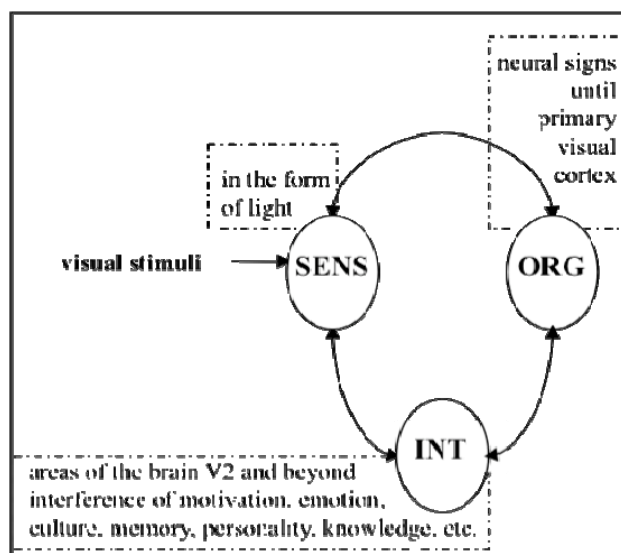 neural signs
until
primary
visual
cortex
in the form
of light
visual stimuli
SENS
ORG
INT
areas of the brain V2 and beyond
interference of motivation, emotion,
culture, memory, personality, knowledge, etc.